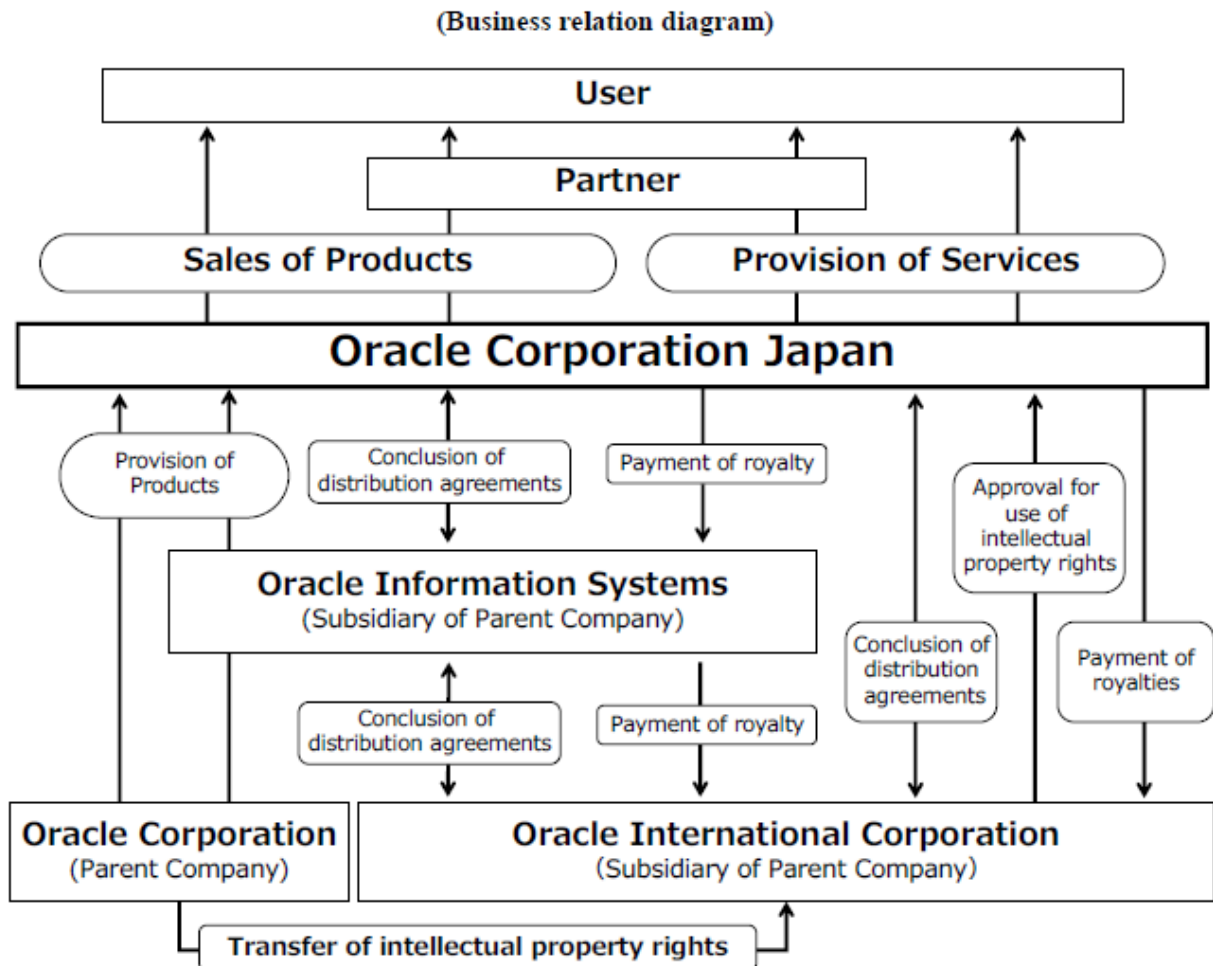 (Business relation diagram)
User
Partner
Sales of Products
Provision of Services
Oracle Corporation Japan
Provision of
Products
Conclusion of
distribution agreements
Payment of royalty
Approval for
use of
intellectual
property rights
Oracle Information Systems
(Subsidiary of Parent Company)
Conclusion of
distribution
agreements
Payment of
royalties
Conclusion of
distribution agreements
Payment of royalty
Oracle Corporation
(Parent Company)
Oracle International Corporation
(Subsidiary of Parent Company)
Transfer of intellectual property rights